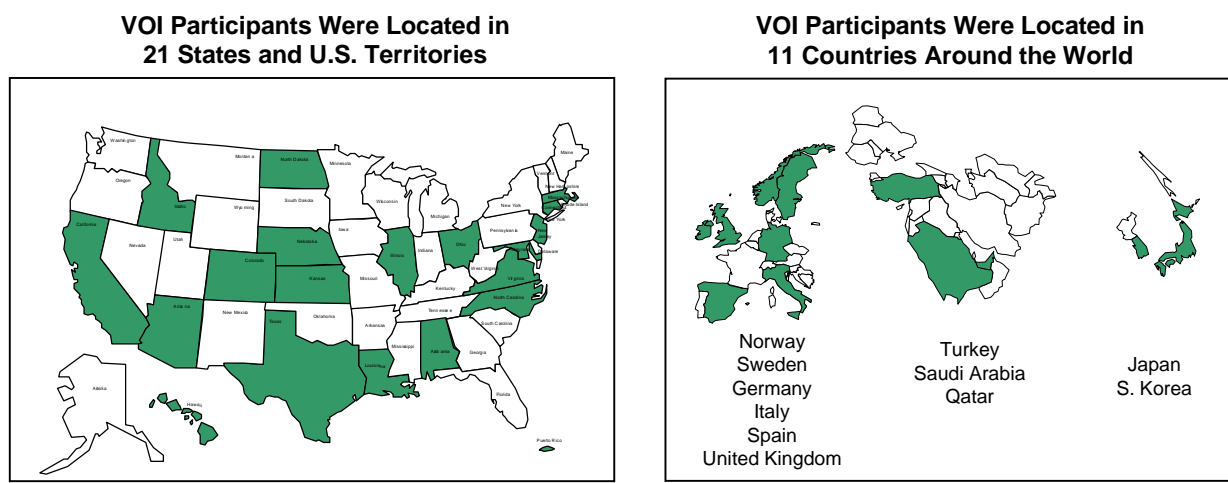 VOI Participants Were Located in
21 States and U.S. Territories
Washington
Montana
North Dakota
Minnesota
Maine
Oregon
Idaho
South Dakota
Wisconsin
Michigan
New York
Vermont
New Hampshire
Wyoming
Iowa
Pennsylvania
California
Nevada
Utah
Colorado
Nebraska
Illinois
Indiana
Ohio
New Jersey
Delaware
West Virginia
Virginia
Kansas
Missouri
Kentucky
North Carolina
Arizona
New Mexico
Oklahoma
Arkansas
Tennessee
South Carolina
Texas
Louisiana
Mississippi
Alabama
Georgia
Florida
Alaska
Hawaii
Puerto Rico
VOI Participants Were Located in
11 Countries Around the World
Norway
Sweden
Germany
Italy
Spain
United Kingdom
Turkey
Saudi Arabia
Qatar
Japan
S. Korea